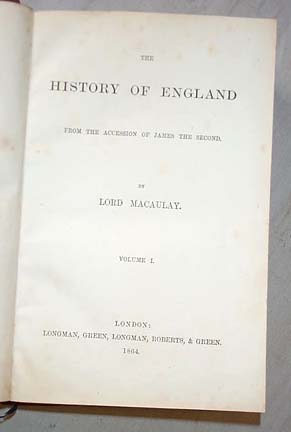 THE
HISTORY OF ENGLAND
FROM THE ACCESSION OF JAMES THE SECOND.
BY
LORD MACAULAY.
VOLUME I.
LONDON:
LONGMAN, GREEN, LONGMAN, ROBERTS, & GREEN.
1864.